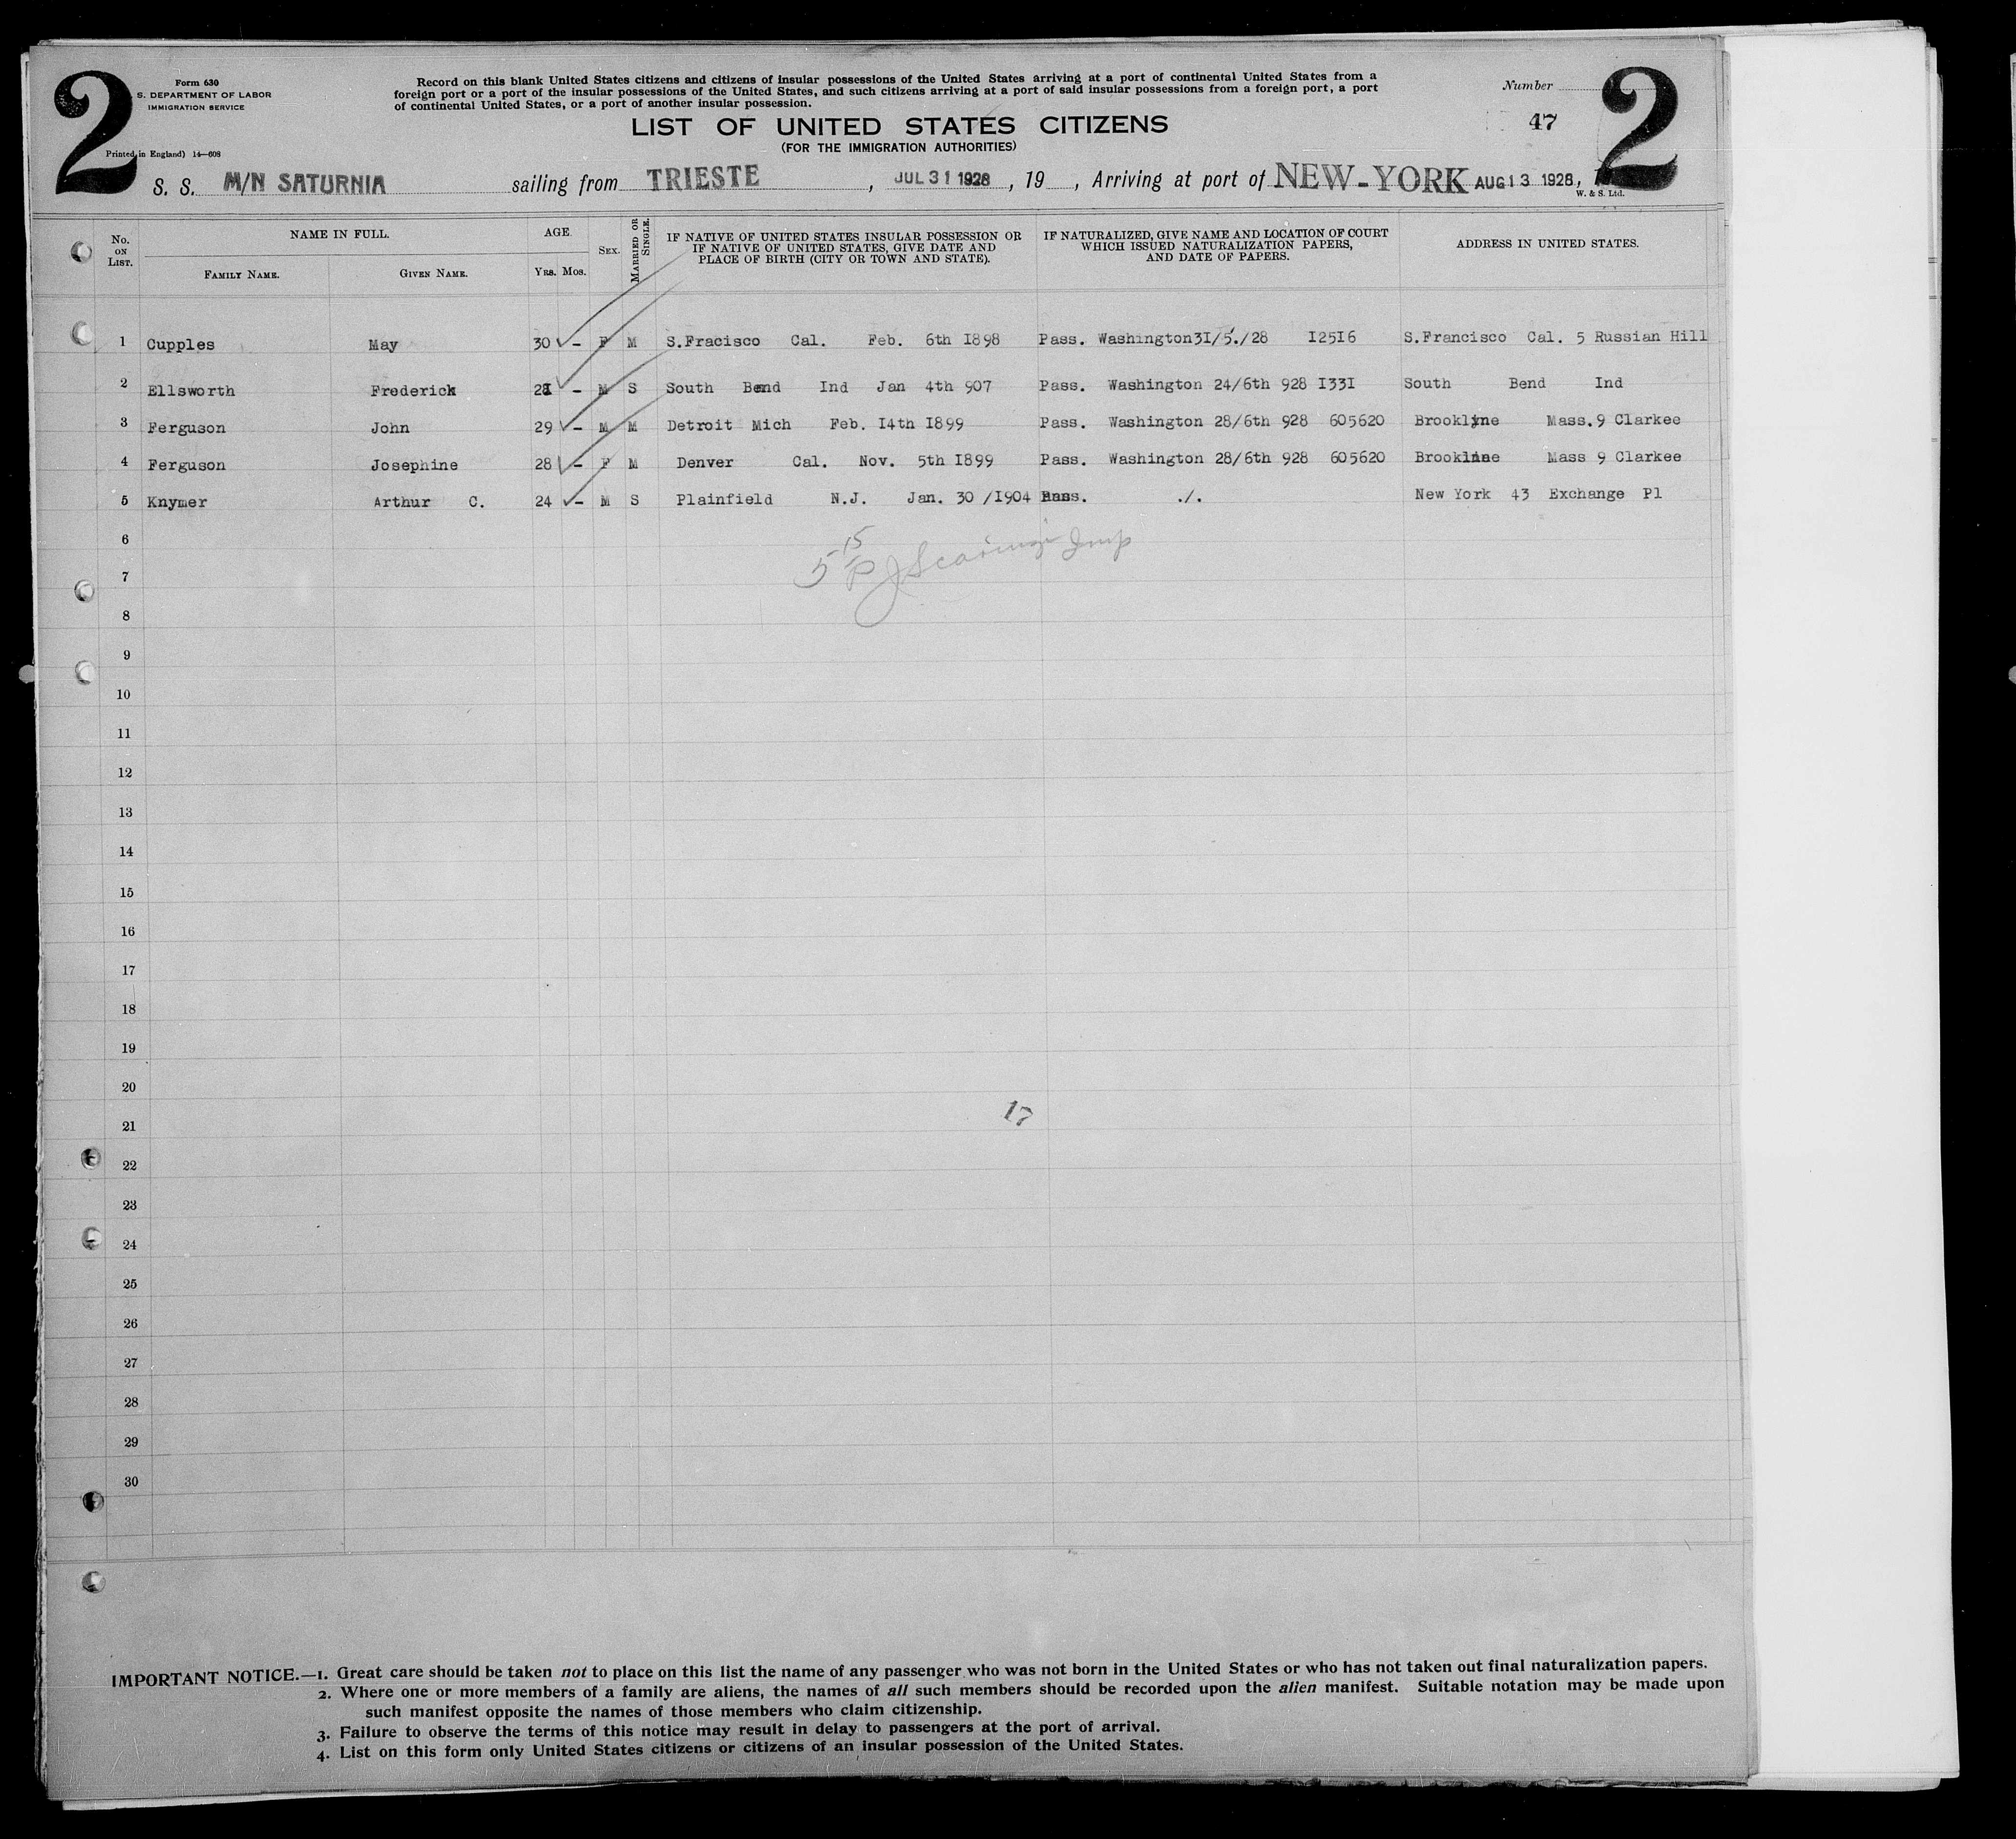 2
Form 630
S. DEPARTMENT OF LABOR
IMMIGRATION SERVICE
Printed in England) 14—608
Record on this blank United States citizens and citizens of insular possessions of the United States arriving at a port of continental United States from a
foreign port or a port of the insular possessions of the United States, and such citizens arriving at a port of said insular possessions from a foreign port, a port
of continental United States, or a port of another insular possession.
LIST OF UNITED STATES CITIZENS
(FOR THE IMMIGRATION AUTHORITIES)
Number
47
2
S. S. M/N SATURNIA sailing from TRIESTE, JUL 31 1928, 19 , Arriving at port of NEW-YORK AUG 13 1928,
W. & S. Ltd.
No. ON LIST. NAME IN FULL. AGE. SEX. MARRIED OR SINGLE. IF NATIVE OF UNITED STATES INSULAR POSSESSION OR IF NATIVE OF UNITED STATES, GIVE DATE AND PLACE OF BIRTH (CITY OR TOWN AND STATE). IF NATURALIZED, GIVE NAME AND LOCATION OF COURT WHICH ISSUED NATURALIZATION PAPERS, AND DATE OF PAPERS. ADDRESS IN UNITED STATES.
FAMILY NAME. GIVEN NAME. YRS. MOS.
1 Cupples May 30 - F M S.Fracisco Cal. Feb. 6th I898 Pass. Washington3I/5./28 I25I6 S.Francisco Cal. 5 Russian Hill
2 Ellsworth Frederick 2I - M S South Bend Ind Jan 4th 907 Pass. Washington 24/6th 928 I33I South Bend Ind
3 Ferguson John 29 - M M Detroit Mich Feb. I4th I899 Pass. Washington 28/6th 928 605620 Brookline Mass. 9 Clarkee
4 Ferguson Josephine 28 - F M Denver Cal. Nov. 5th I899 Pass. Washington 28/6th 928 605620 Brookline Mass 9 Clarkee
5 Knymer Arthur C. 24 - M S Plainfield N.J. Jan. 30 /I904 Pass. ./. New York 43 Exchange Pl
6
7
8
9
10
11
12
13
14
15
16
17
18
19
20
17
21
22
23
24
25
26
27
28
29
30
IMPORTANT NOTICE.—1. Great care should be taken not to place on this list the name of any passenger who was not born in the United States or who has not taken out final naturalization papers.
2. Where one or more members of a family are aliens, the names of all such members should be recorded upon the alien manifest. Suitable notation may be made upon
such manifest opposite the names of those members who claim citizenship.
3. Failure to observe the terms of this notice may result in delay to passengers at the port of arrival.
4. List on this form only United States citizens or citizens of an insular possession of the United States.